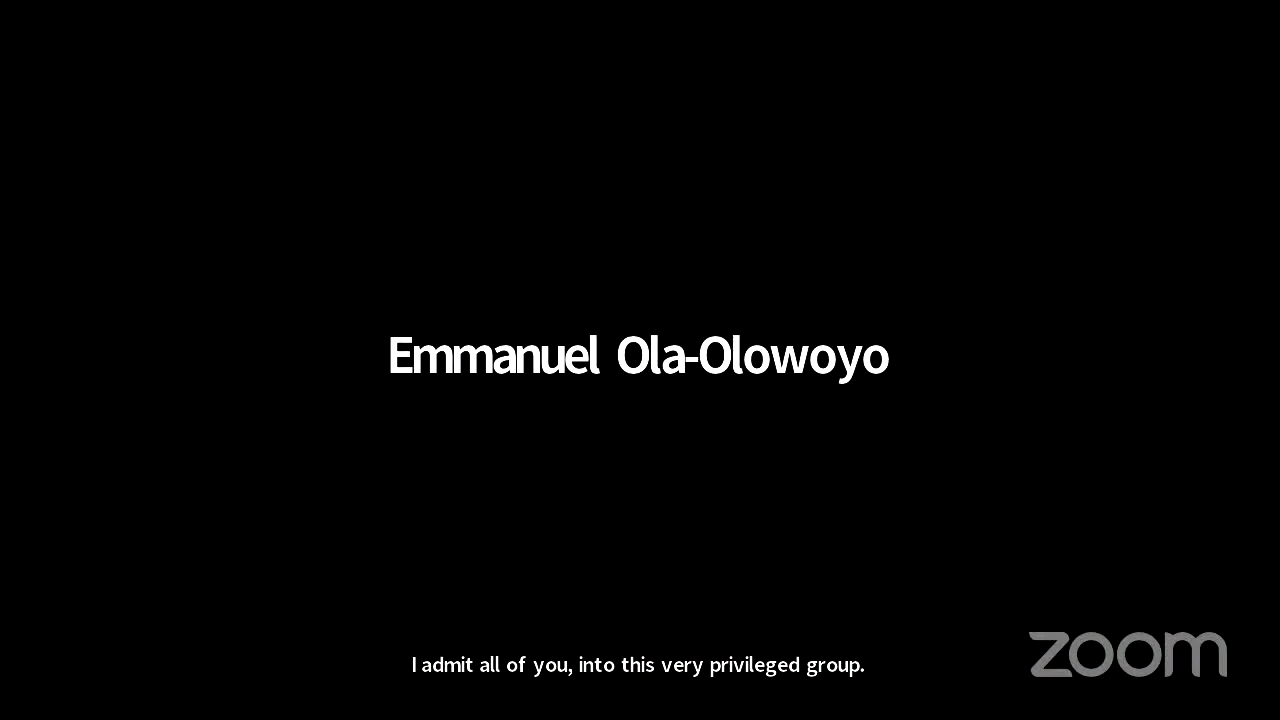 Emmanuel Ola-Olowoyo
I admit all of you, into this very privileged group.
zoom